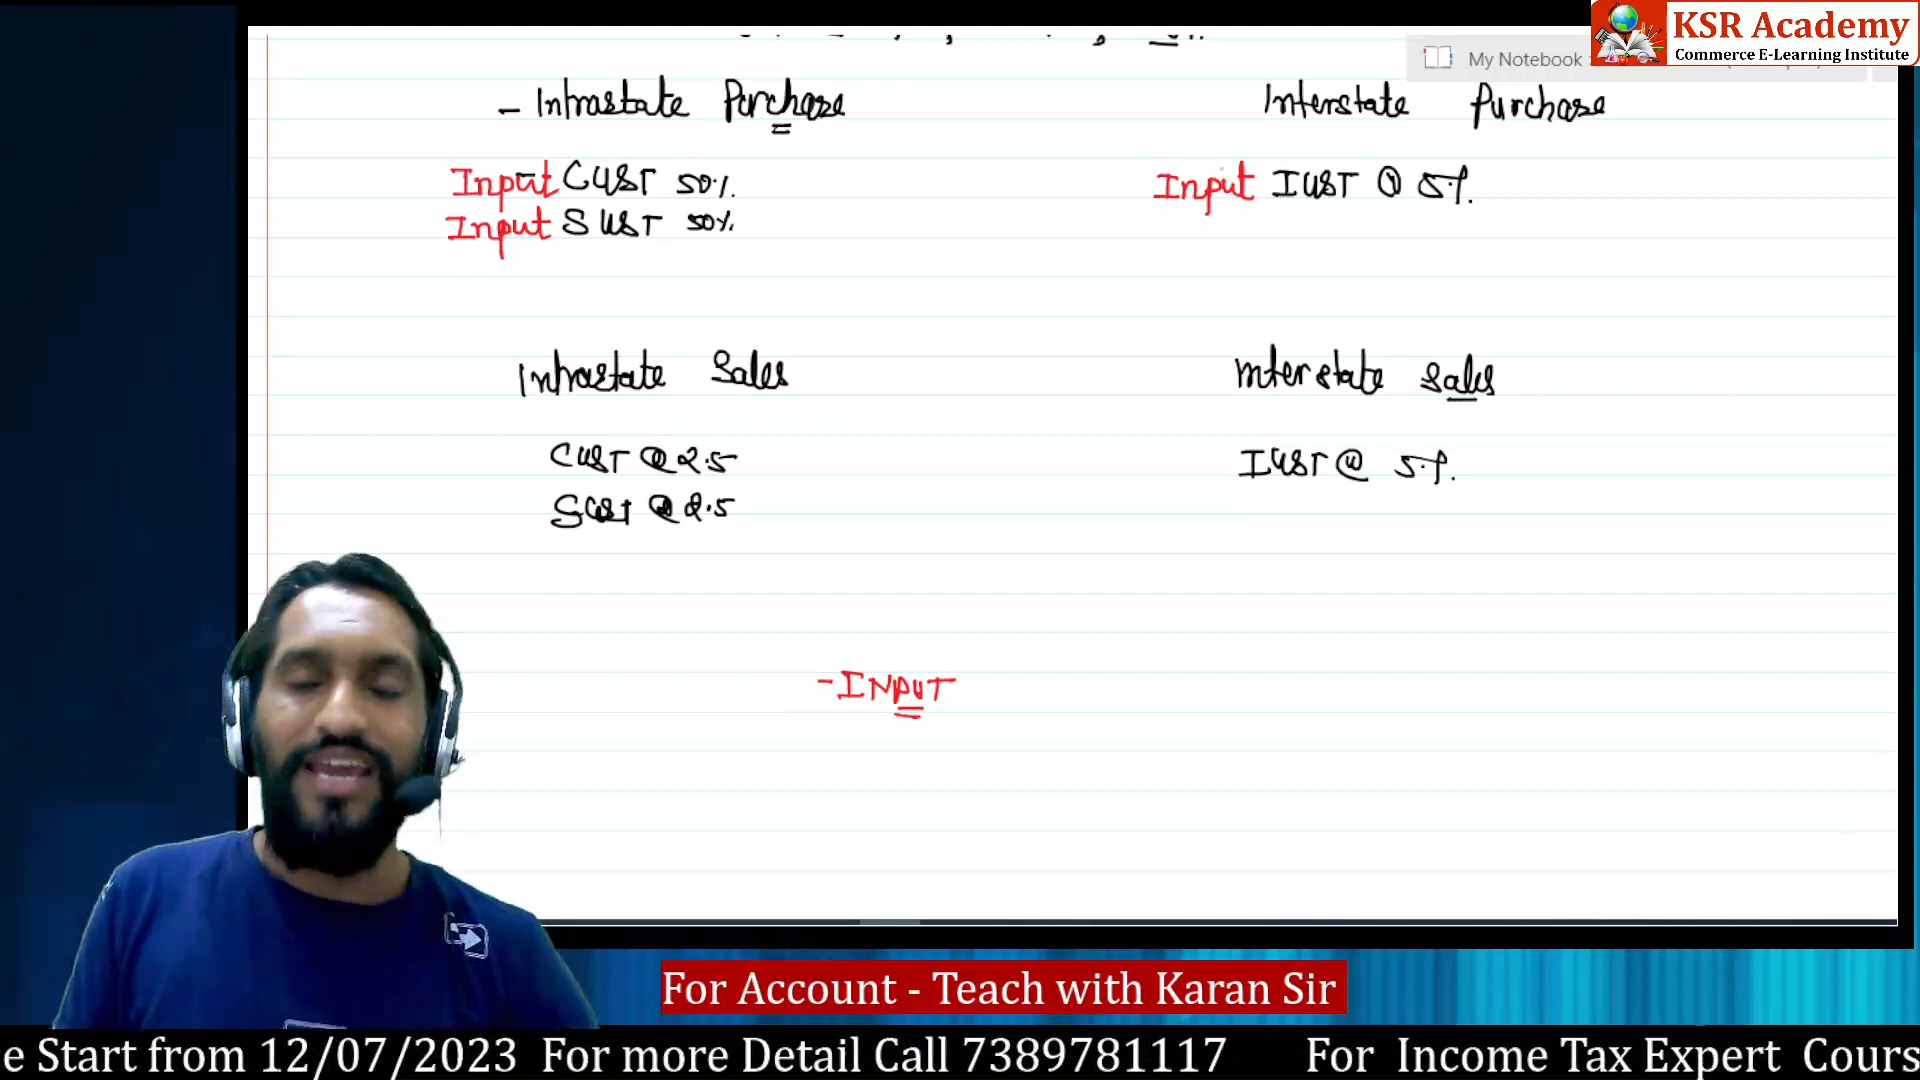 KSR Academy
Commerce E-Learning Institute
My Notebook
- Intrastate Purchase
Interstate Purchase
Input CGST 50%.
Input IGST @ 5%.
Input SGST 50%.
Intrastate Sales
Interstate Sales
CGST @ 2.5
IGST @ 5%.
SGST @ 2.5
- INPUT
For Account - Teach with Karan Sir
e Start from 12/07/2023 For more Detail Call 7389781117 For Income Tax Expert Cours